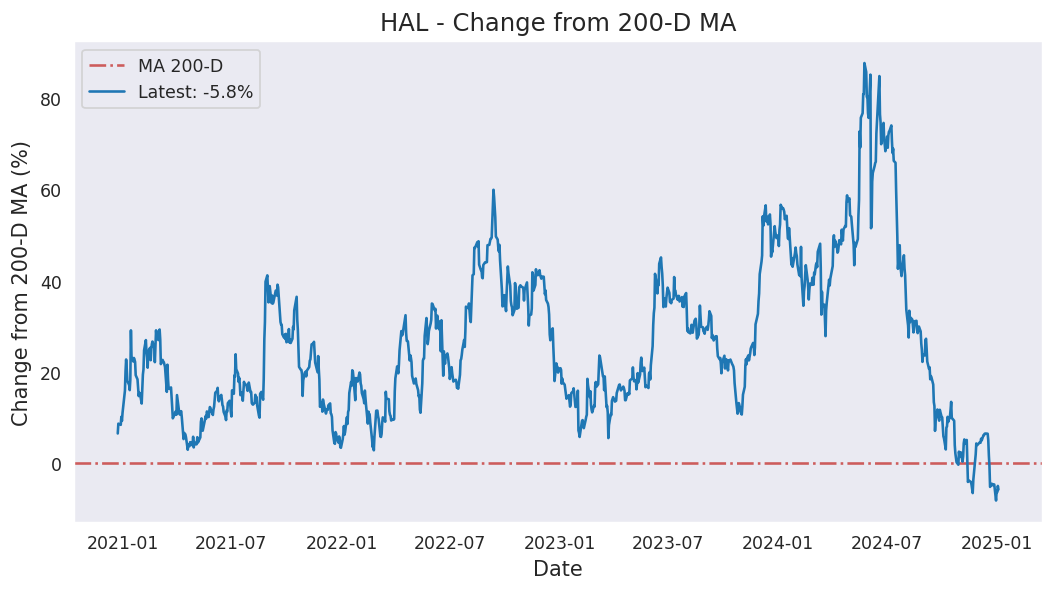 HAL - Change from 200-D MA
MA 200-D
Latest: -5.8%
Change from 200-D MA (%)
80
60
40
20
0
2021-01
2021-07
2022-01
2022-07
2023-01
2023-07
2024-01
2024-07
2025-01
Date